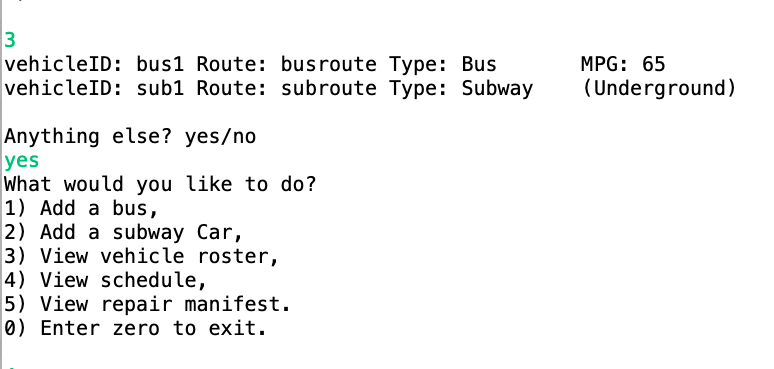 3
vehicleID: bus1 Route: busroute Type: Bus       MPG: 65
vehicleID: sub1 Route: subroute Type: Subway    (Underground)
Anything else? yes/no
yes
What would you like to do?
1) Add a bus,
2) Add a subway Car,
3) View vehicle roster,
4) View schedule,
5) View repair manifest.
0) Enter zero to exit.